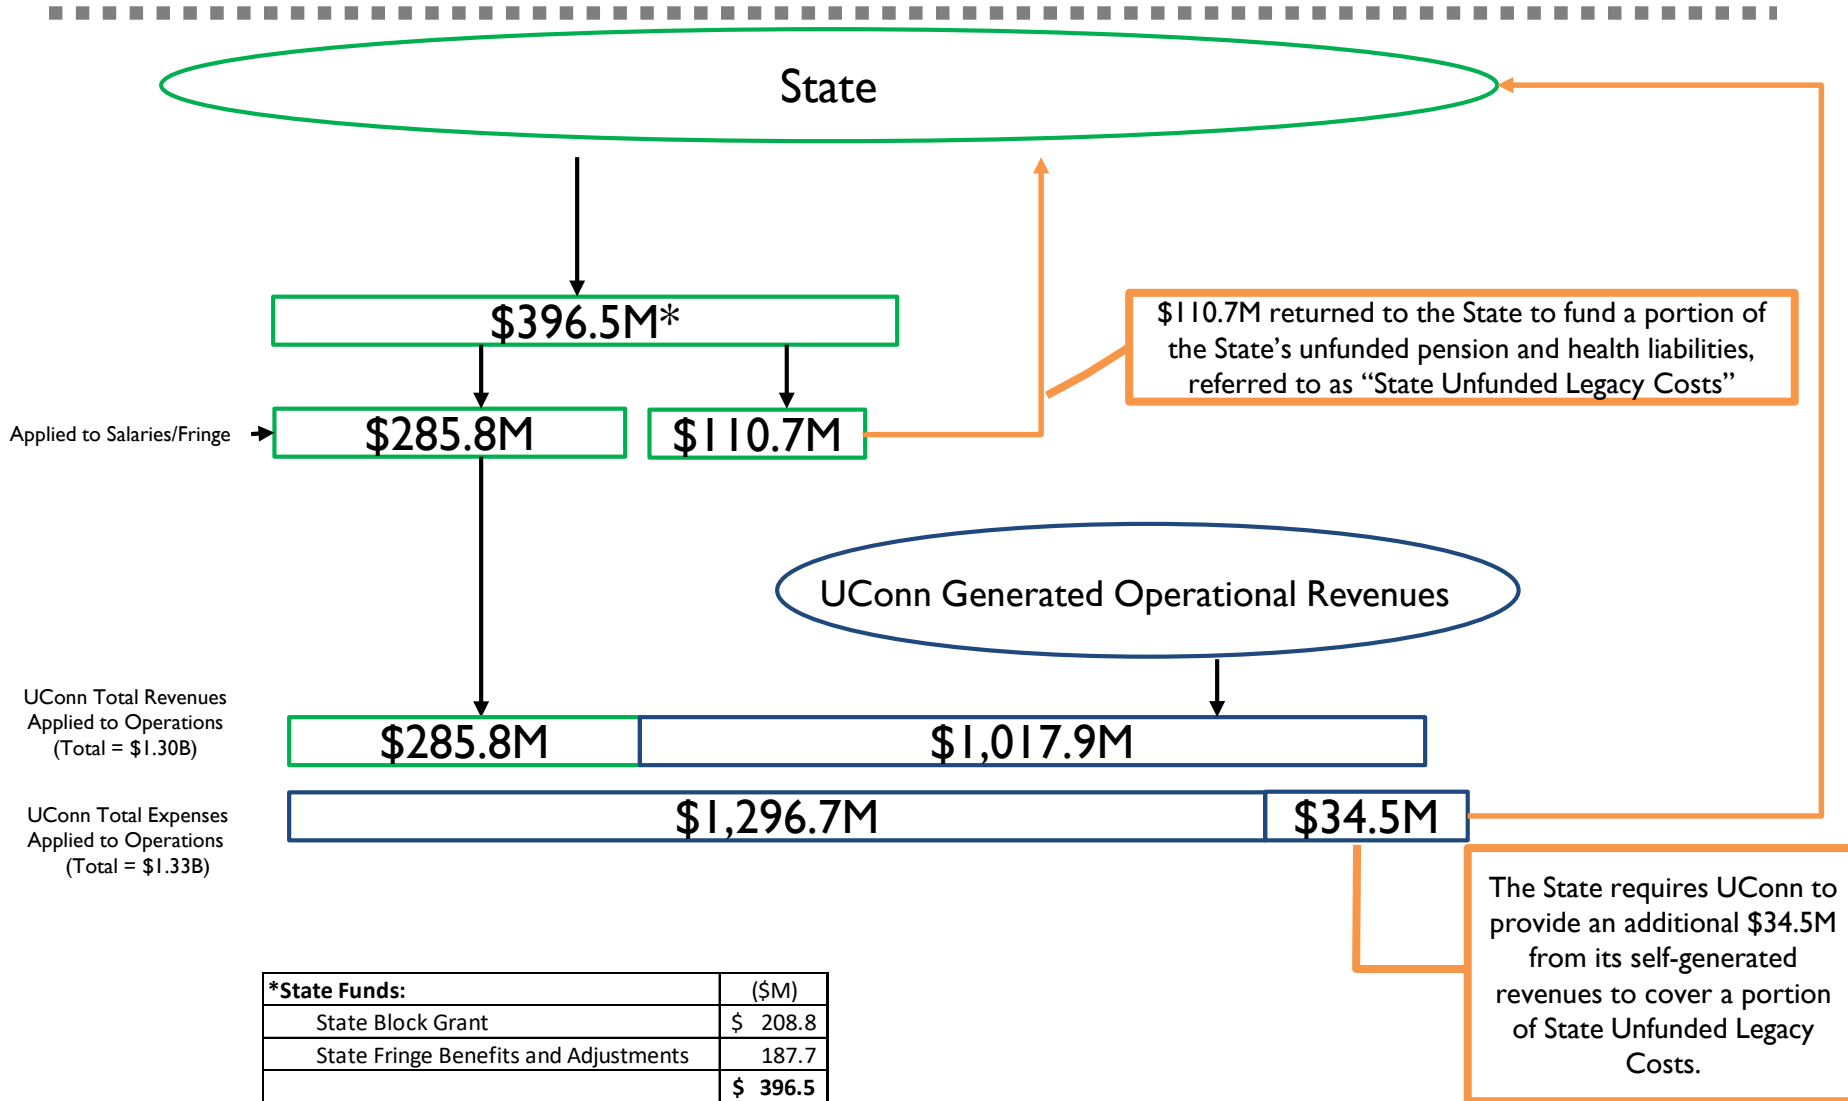 State
$396.5M*
$110.7M returned to the State to fund a portion of
the State's unfunded pension and health liabilities,
referred to as “State Unfunded Legacy Costs”
Applied to Salaries/Fringe
$285.8M
$110.7M
UConn Generated Operational Revenues
UConn Total Revenues
Applied to Operations
(Total = $1.30B)
$285.8M
$1,017.9M
UConn Total Expenses
Applied to Operations
(Total = $1.33B)
$1,296.7M
$34.5M
The State requires UConn to
provide an additional $34.5M
from its self-generated
revenues to cover a portion
of State Unfunded Legacy
Costs.
*State Funds: ($M)
State Block Grant $ 208.8
State Fringe Benefits and Adjustments 187.7
$ 396.5